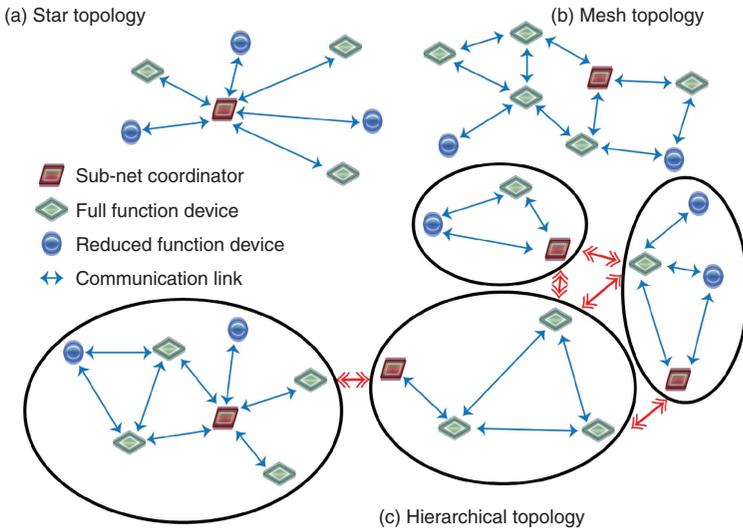 (a) Star topology
(b) Mesh topology
Sub-net coordinator
Full function device
Reduced function device
Communication link
(c) Hierarchical topology